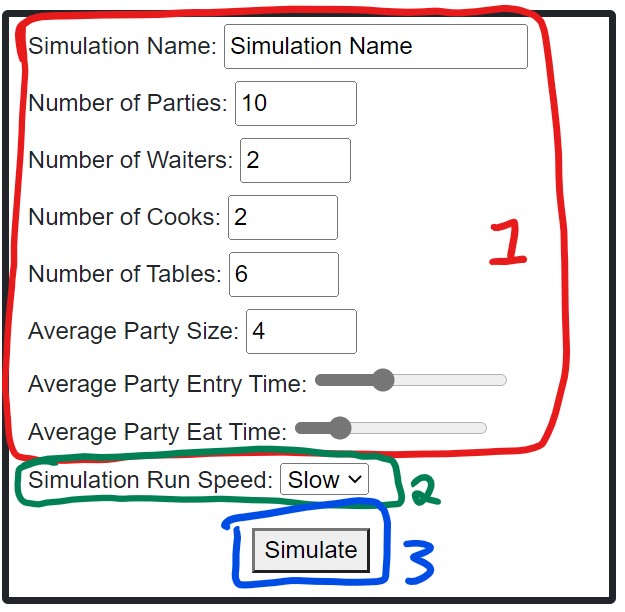 Simulation Name: Simulation Name
Number of Parties: 10
Number of Waiters: 2
Number of Cooks: 2
Number of Tables: 6
1
Average Party Size: 4
Average Party Entry Time:
Average Party Eat Time:
Simulation Run Speed: Slow
2
Simulate
3